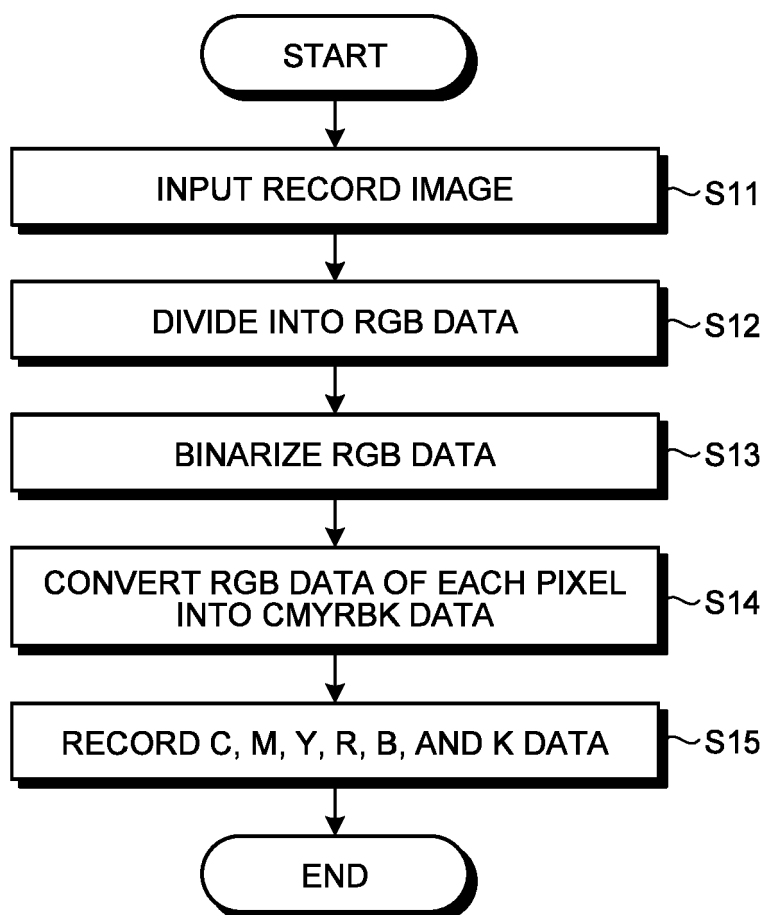 START
INPUT RECORD IMAGE
S11
DIVIDE INTO RGB DATA
S12
BINARIZE RGB DATA
S13
CONVERT RGB DATA OF EACH PIXEL
INTO CMYRBK DATA
S14
RECORD C, M, Y, R, B, AND K DATA
S15
END